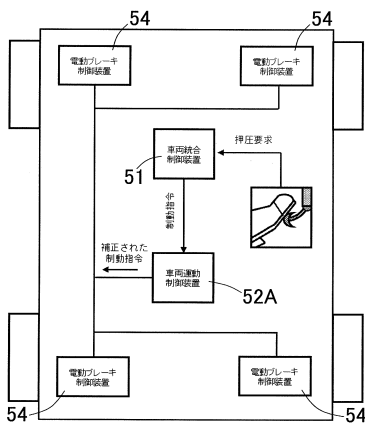 54
54
電動ブレーキ
制御装置
電動ブレーキ
制御装置
押圧要求
車両統合
制御装置
51
制動指令
補正された
制動指令
車両運動
制御装置
52A
電動ブレーキ
制御装置
電動ブレーキ
制御装置
54
54